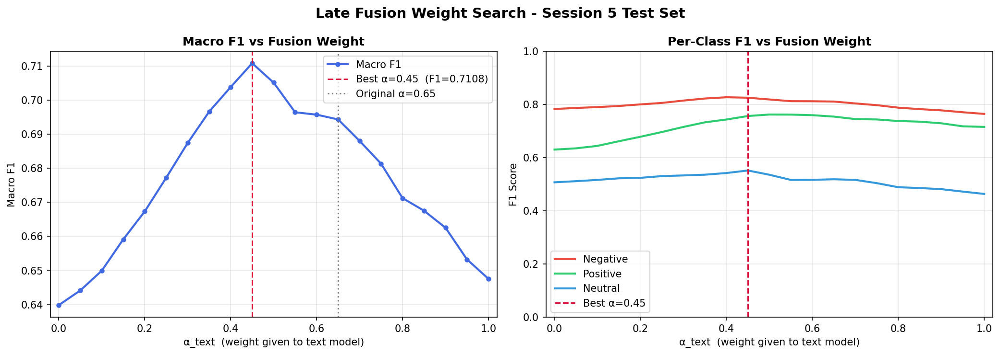 Late Fusion Weight Search - Session 5 Test Set
Macro F1 vs Fusion Weight
Macro F1
0.71
0.70
0.69
0.68
0.67
0.66
0.65
0.64
0.0 0.2 0.4 0.6 0.8 1.0
α_text (weight given to text model)
Macro F1
Best α=0.45 (F1=0.7108)
Original α=0.65
Per-Class F1 vs Fusion Weight
F1 Score
1.0
0.8
0.6
0.4
0.2
0.0
0.0 0.2 0.4 0.6 0.8 1.0
α_text (weight given to text model)
Negative
Positive
Neutral
Best α=0.45